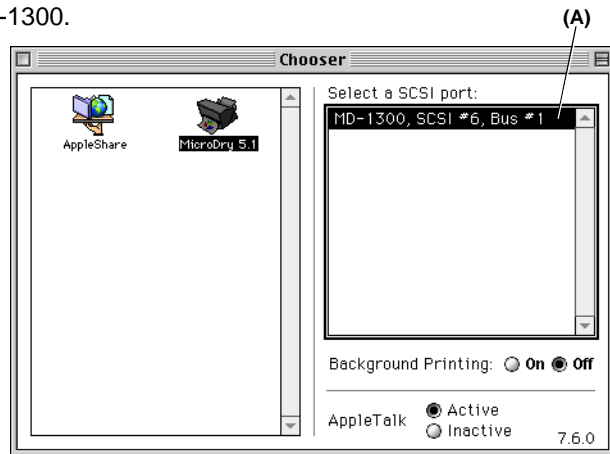 -1300.
(A)
Chooser
AppleShare
MicroDry 5.1
Select a SCSI port:
MD-1300, SCSI #6, Bus #1
Background Printing: On Off
AppleTalk
Active
Inactive
7.6.0